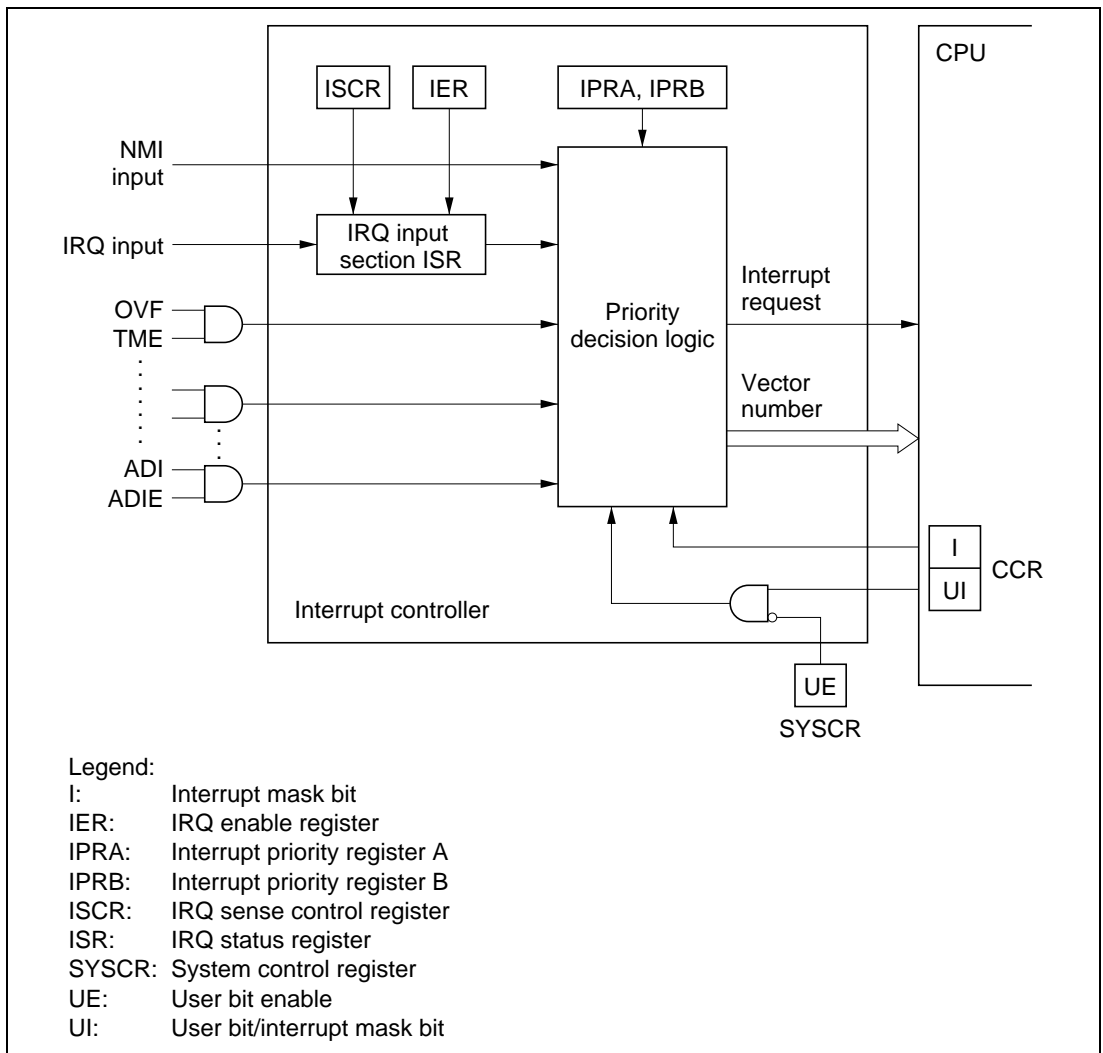 CPU
ISCR
IER
IPRA, IPRB
NMI
input
IRQ input
IRQ input
section ISR
OVF
TME
Priority
decision logic
Interrupt
request
Vector
number
ADI
ADIE
I
UI
CCR
Interrupt controller
UE
SYSCR
Legend:
I: Interrupt mask bit
IER: IRQ enable register
IPRA: Interrupt priority register A
IPRB: Interrupt priority register B
ISCR: IRQ sense control register
ISR: IRQ status register
SYSCR: System control register
UE: User bit enable
UI: User bit/interrupt mask bit